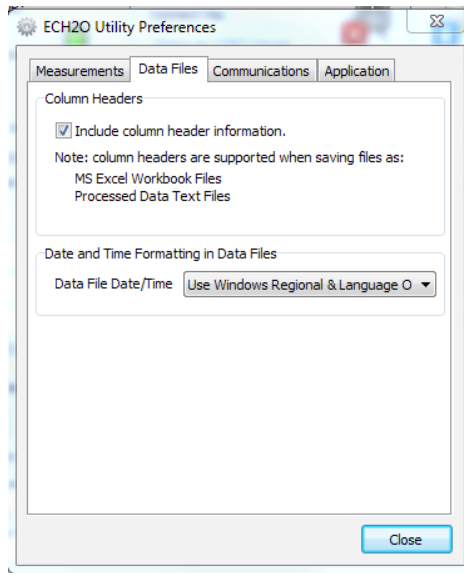 ECH2O Utility Preferences
Measurements Data Files Communications Application
Column Headers
Include column header information.
Note: column headers are supported when saving files as:
MS Excel Workbook Files
Processed Data Text Files
Date and Time Formatting in Data Files
Data File Date/Time Use Windows Regional & Language O
Close